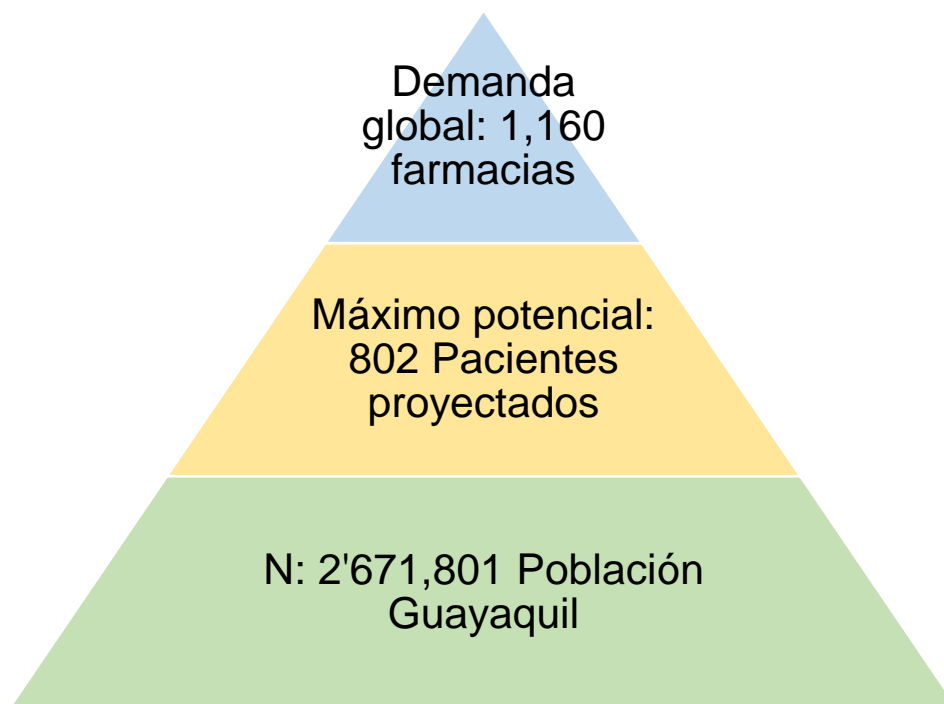 Demanda
global: 1,160
farmacias
Máximo potencial:
802 Pacientes
proyectados
N: 2'671,801 Población
Guayaquil